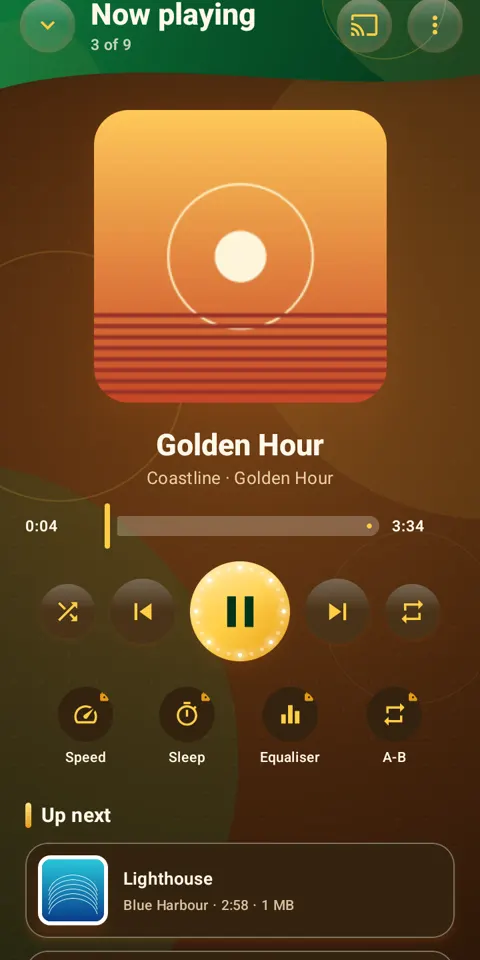 Now playing
3 of 9
Golden Hour
Coastline · Golden Hour
0:04
3:34
Speed
Sleep
Equaliser
A-B
Up next
Lighthouse
Blue Harbour · 2:58 · 1 MB